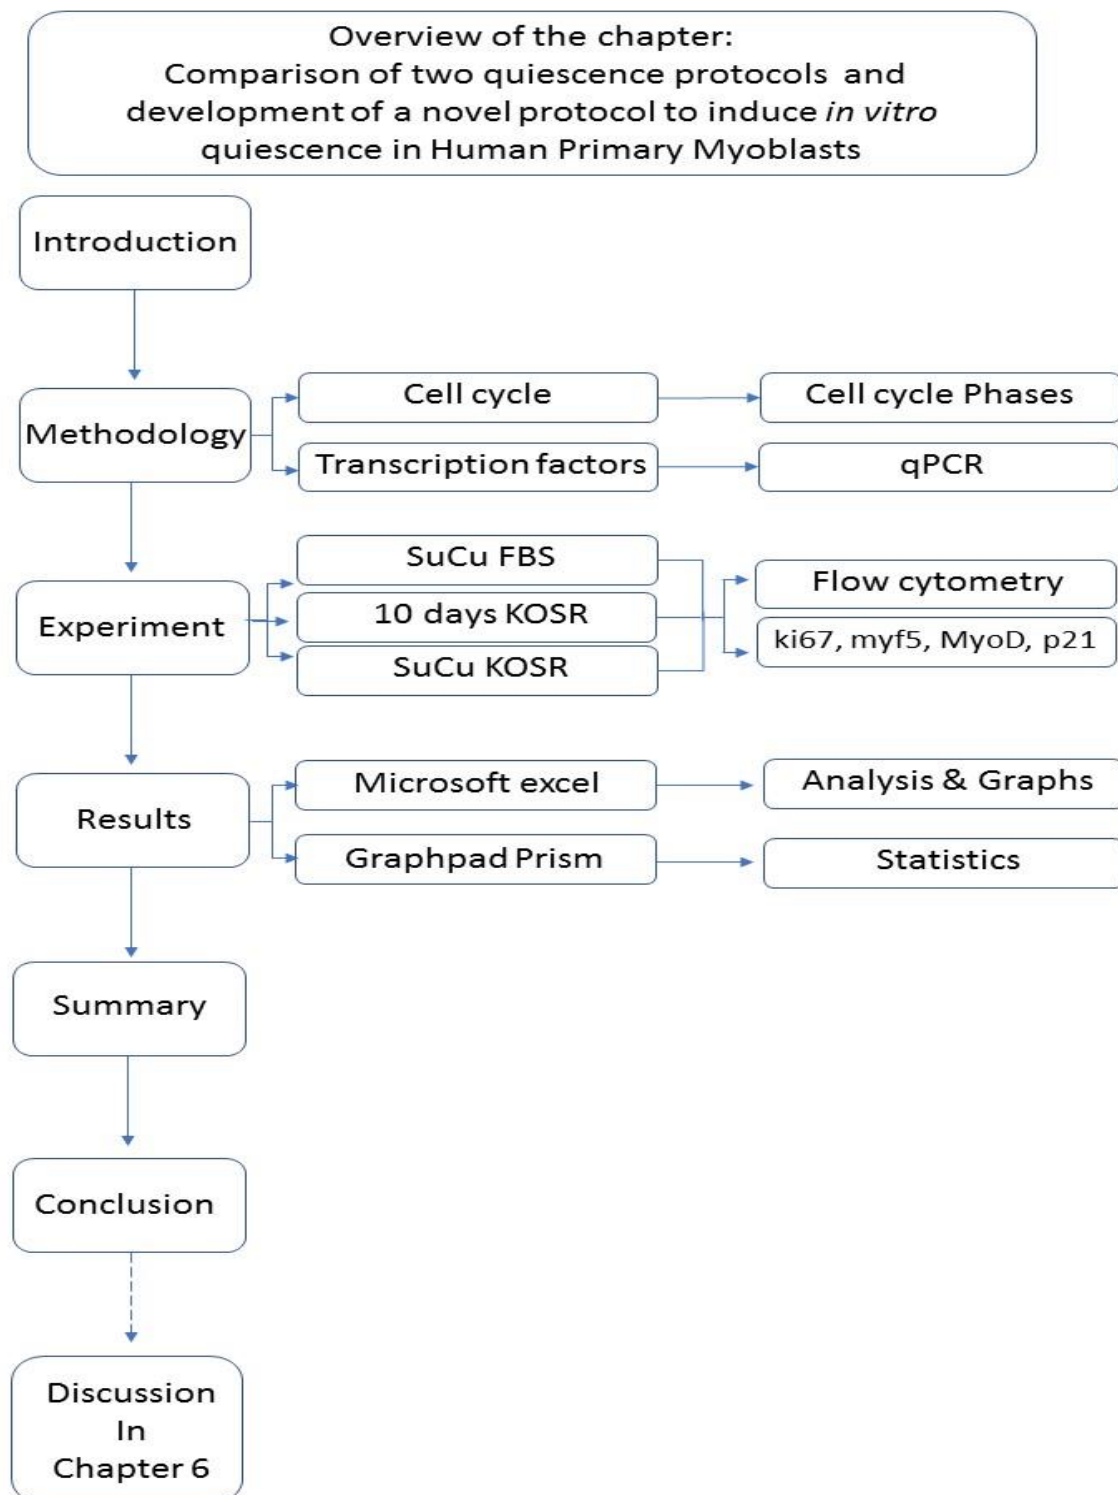 Overview of the chapter:
Comparison of two quiescence protocols and
development of a novel protocol to induce in vitro
quiescence in Human Primary Myoblasts
Introduction
Methodology
Cell cycle
Cell cycle Phases
Transcription factors
qPCR
Experiment
SuCu FBS
10 days KOSR
SuCu KOSR
Flow cytometry
ki67, myf5, MyoD, p21
Results
Microsoft excel
Analysis & Graphs
Graphpad Prism
Statistics
Summary
Conclusion
Discussion
In
Chapter 6